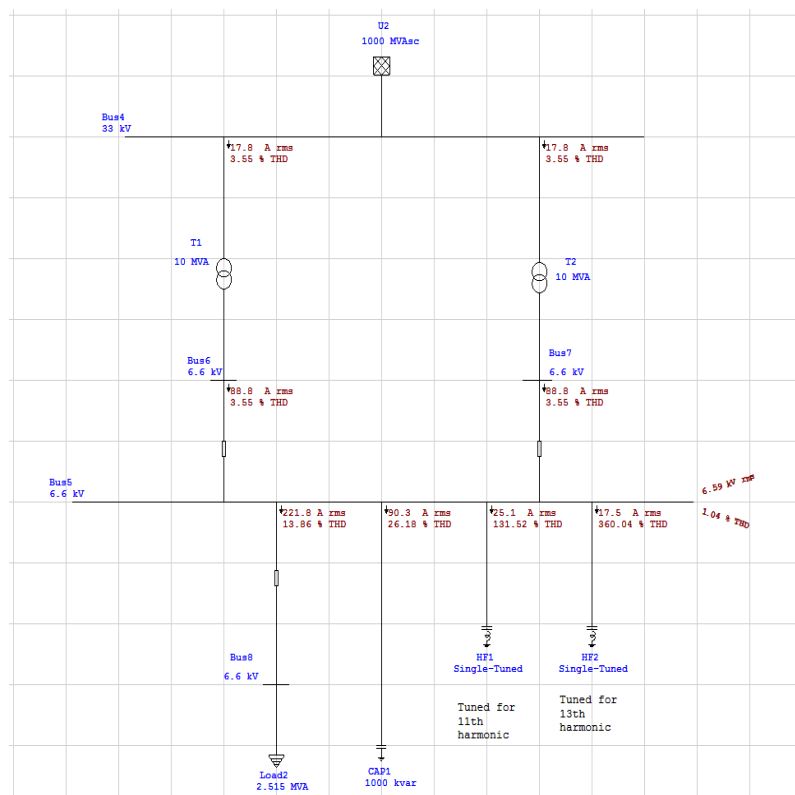 U2
1000 MVAsc
Bus4
33 kV
17.8 A rms
3.55 % THD
17.8 A rms
3.55 % THD
T1
10 MVA
T2
10 MVA
Bus6
6.6 kV
Bus7
6.6 kV
88.8 A rms
3.55 % THD
88.8 A rms
3.55 % THD
Bus5
6.6 kV
6.59 kV rms
1.04 % THD
221.8 A rms
13.86 % THD
90.3 A rms
26.18 % THD
25.1 A rms
131.52 % THD
17.5 A rms
360.04 % THD
Bus8
6.6 kV
HF1
Single-Tuned
HF2
Single-Tuned
Tuned for
11th
harmonic
Tuned for
13th
harmonic
Load2
2.515 MVA
CAP1
1000 kvar